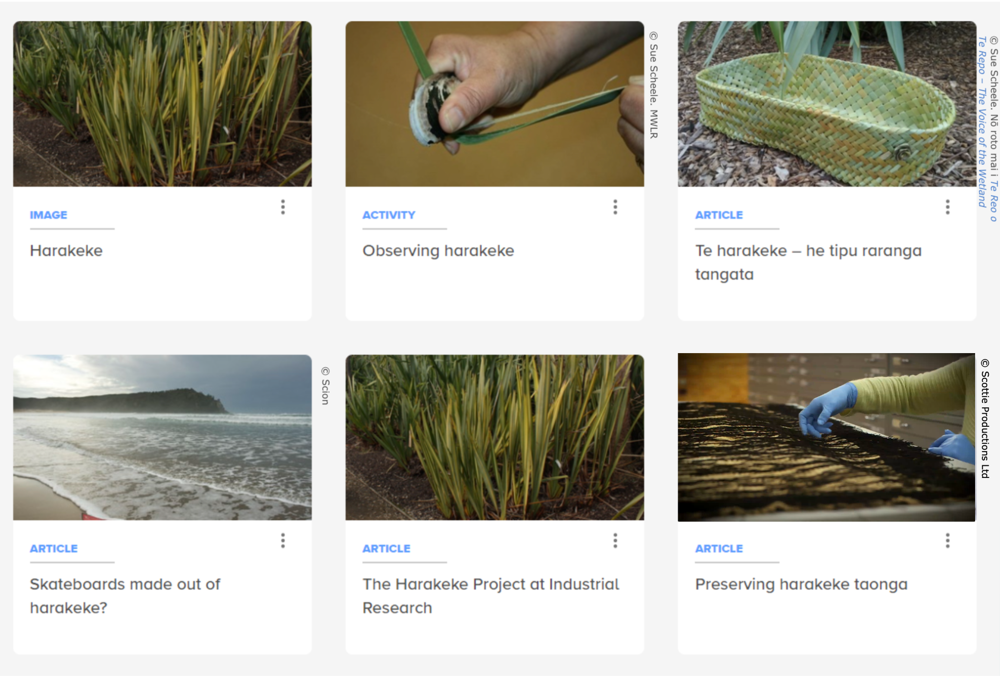 © Sue Scheele. MWLR
© Sue Scheele. Nō roto mai i Te Reo o
Te Repo – The Voice of the Wetland
IMAGE
Harakeke
ACTIVITY
Observing harakeke
ARTICLE
Te harakeke – he tipu raranga
tangata
© Scion
© Scottie Productions Ltd
ARTICLE
Skateboards made out of
harakeke?
ARTICLE
The Harakeke Project at Industrial
Research
ARTICLE
Preserving harakeke taonga